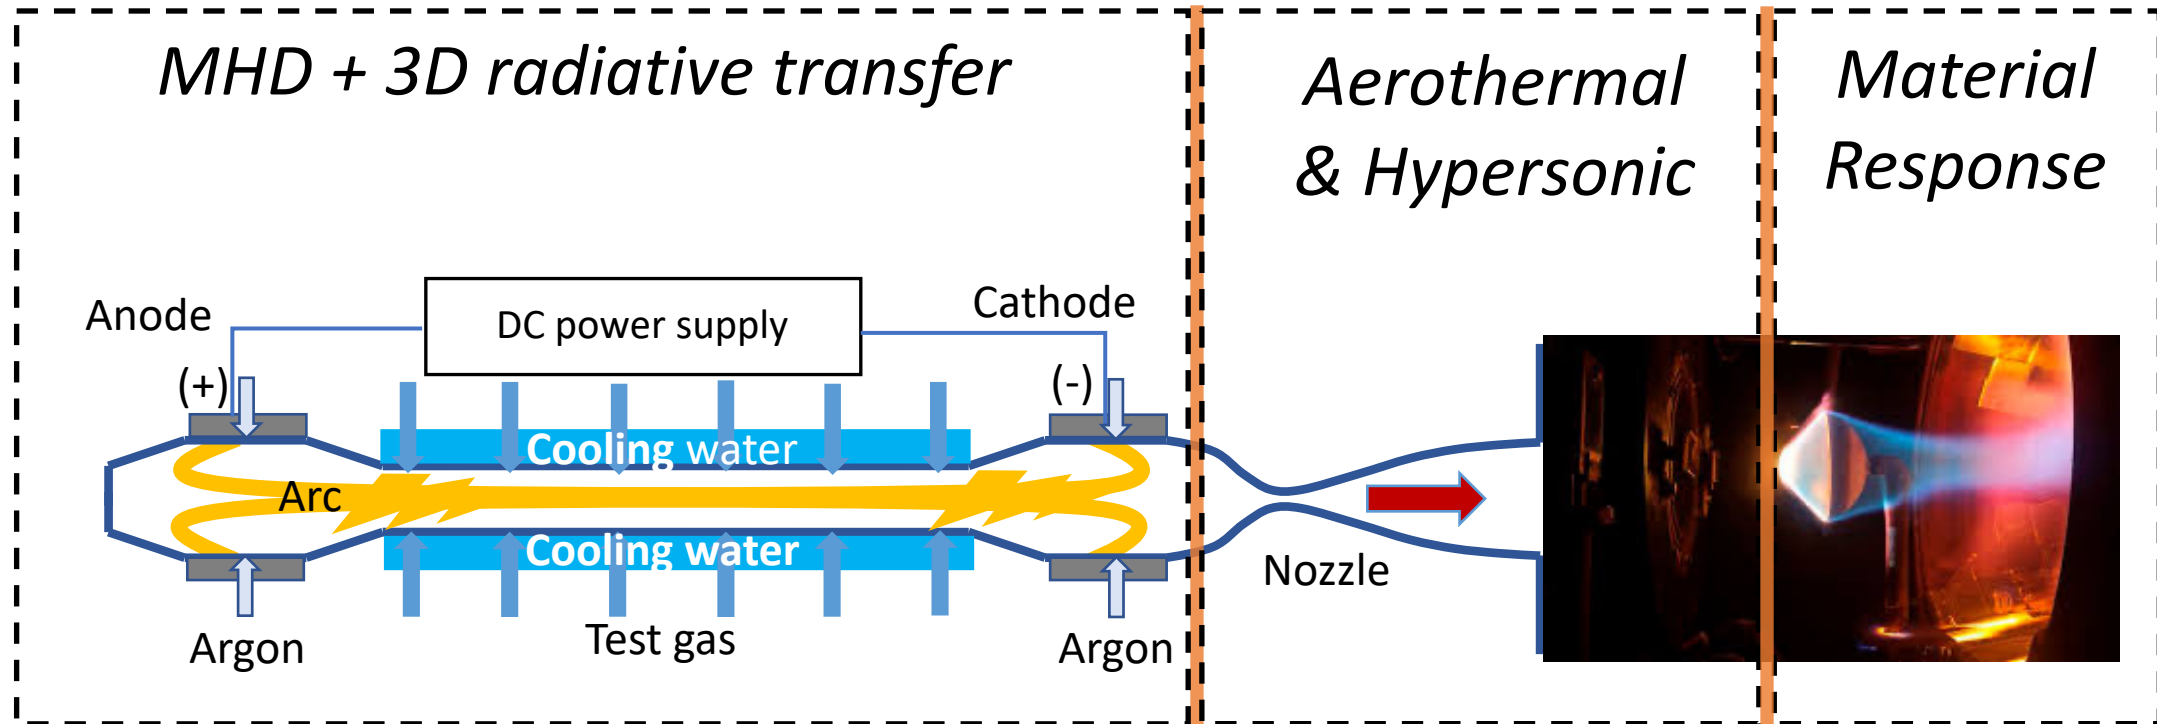 MHD + 3D radiative transfer
Aerothermal
& Hypersonic
Material
Response
Anode
DC power supply
Cathode
(+)
(-)
Cooling water
Arc
Cooling water
Nozzle
Argon
Test gas
Argon